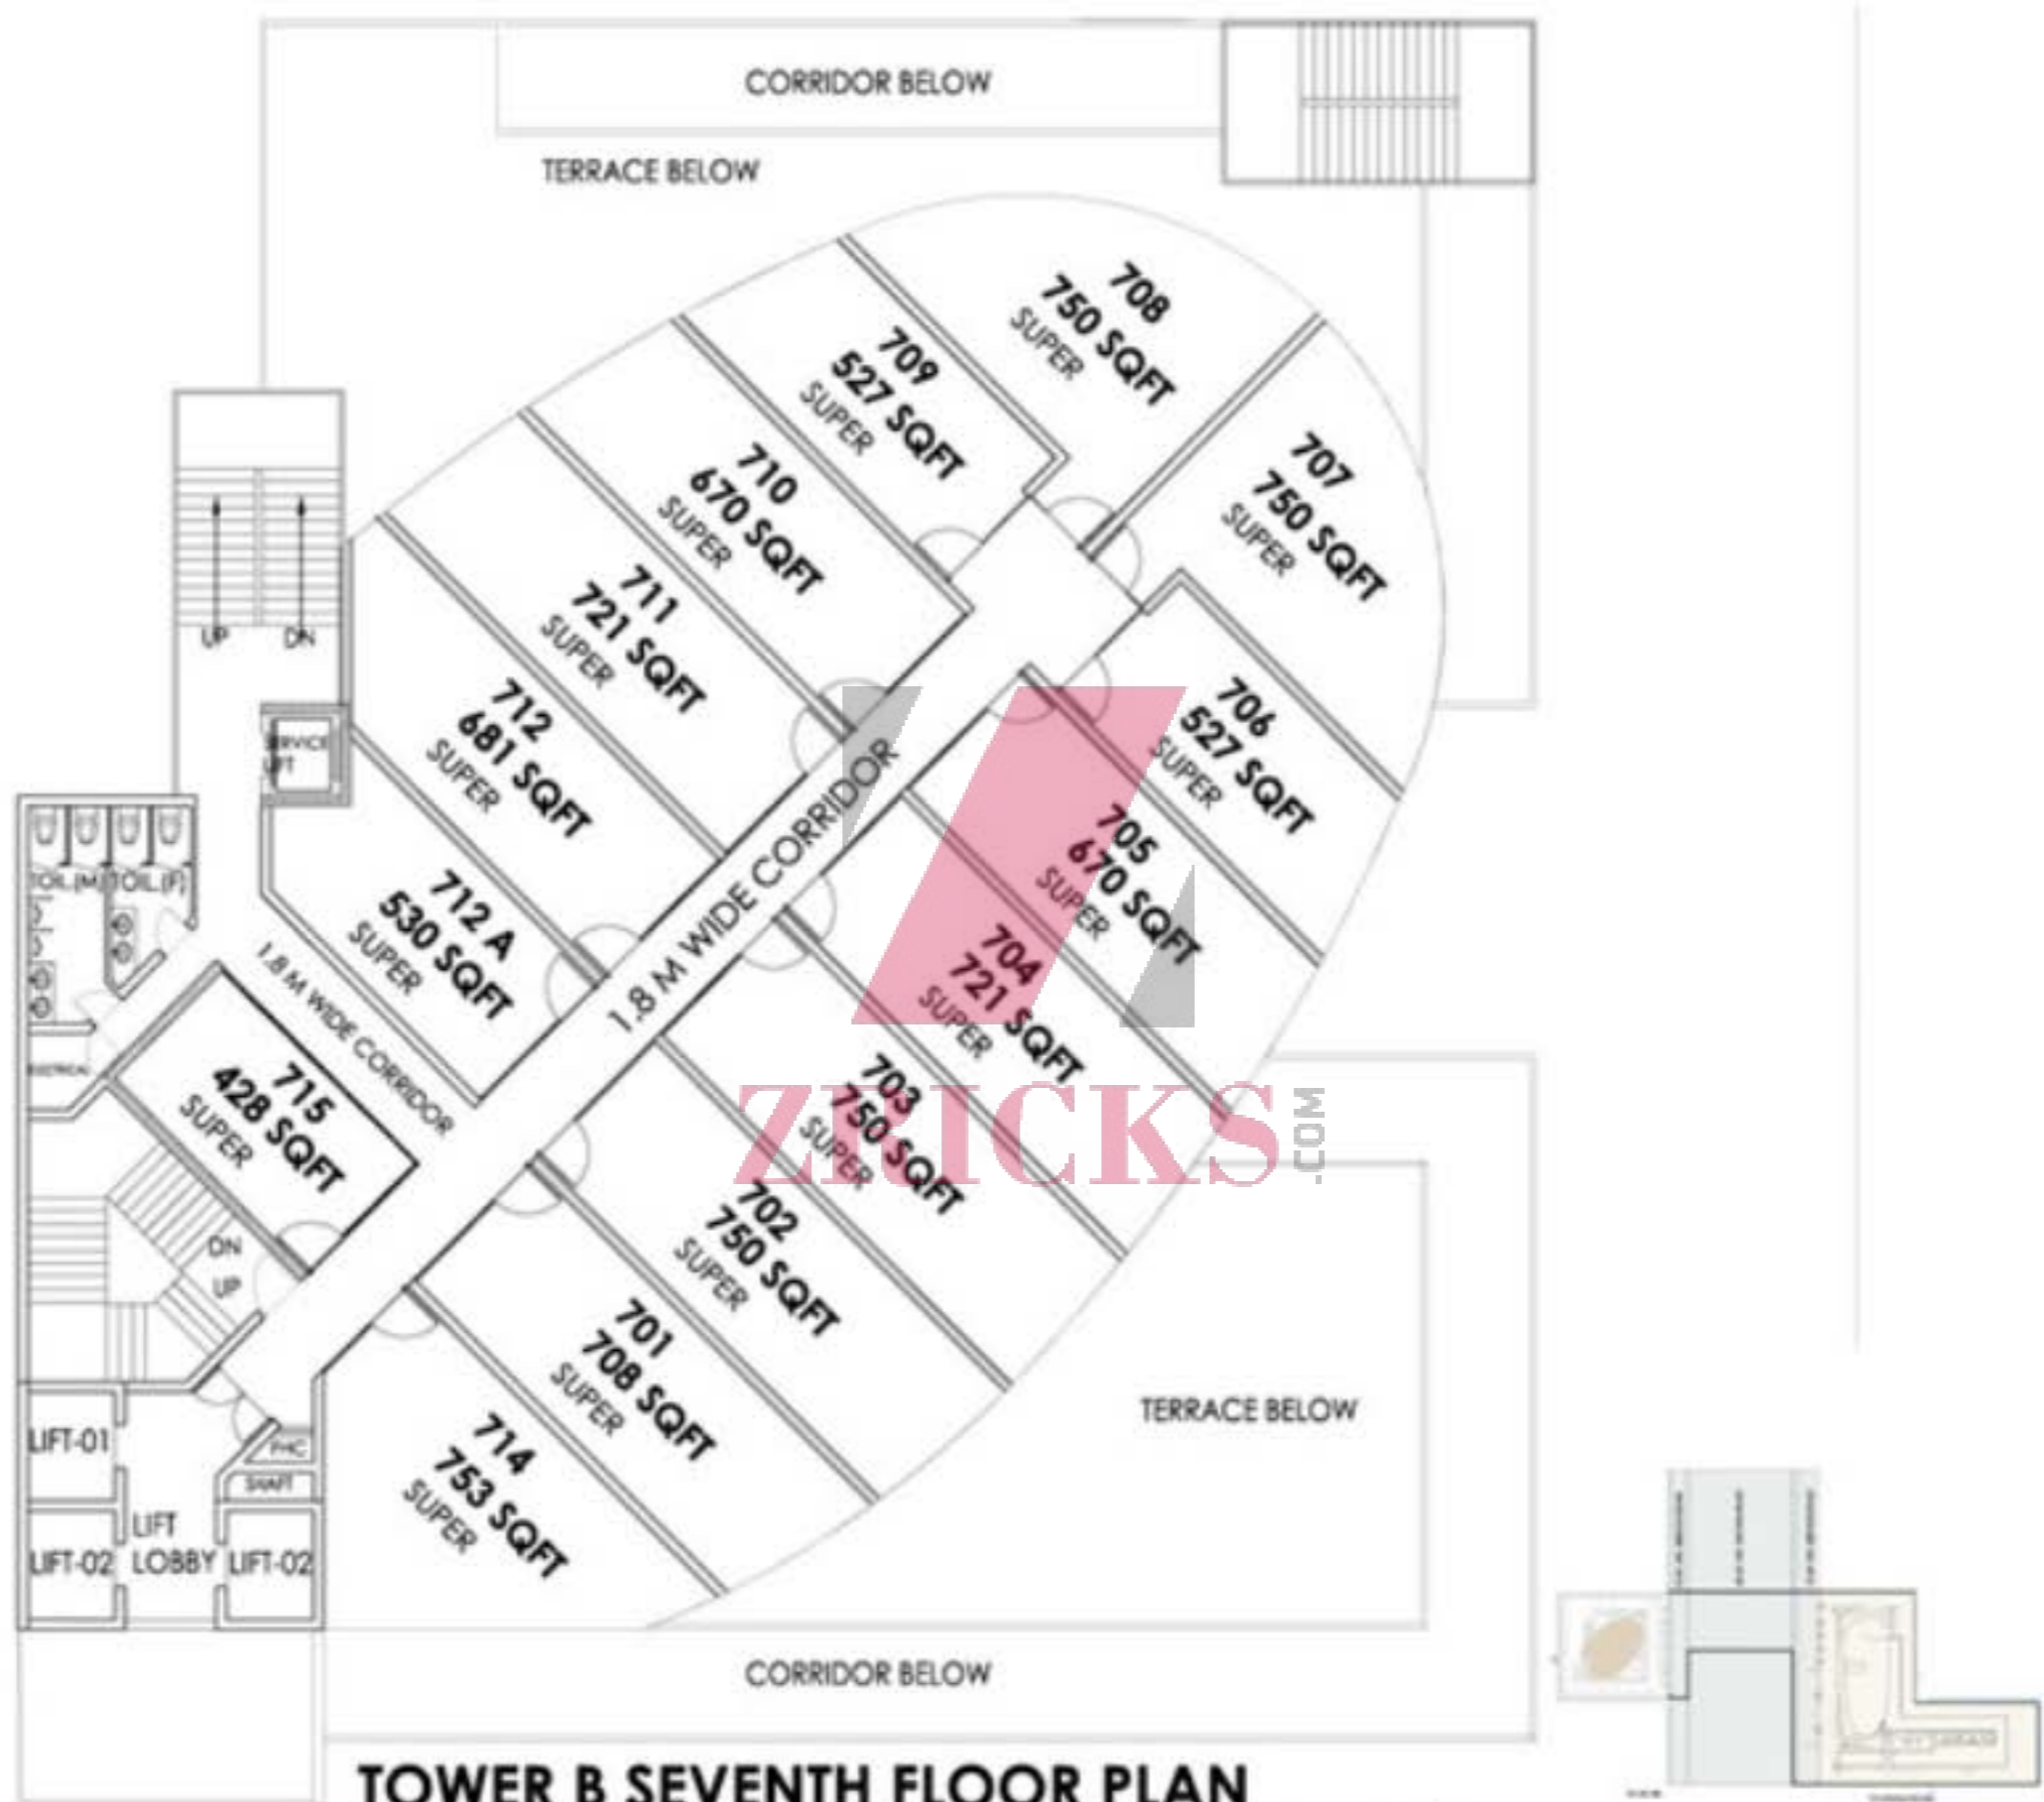 CORRIDOR BELOW
TERRACE BELOW
708
750 SQFT
SUPER
709
527 SQFT
SUPER
707
750 SQFT
SUPER
710
670 SQFT
SUPER
711
721 SQFT
SUPER
UP
DN
712
681 SQFT
SUPER
706
527 SQFT
SUPER
SERVICE
LIFT
705
670 SQFT
SUPER
TOIL.(M)
TOIL.(F)
712 A
530 SQFT
SUPER
1.8 M WIDE CORRIDOR
704
721 SQFT
SUPER
1.8 M WIDE CORRIDOR
ELECTRICAL
715
428 SQFT
SUPER
703
750 SQFT
SUPER
ZRICKS
.COM
702
750 SQFT
SUPER
DN
UP
701
708 SQFT
SUPER
714
753 SQFT
SUPER
TERRACE BELOW
LIFT-01
FHC
SHAFT
LIFT
LOBBY
LIFT-02
LIFT-02
CORRIDOR BELOW
TOWER B SEVENTH FLOOR PLAN